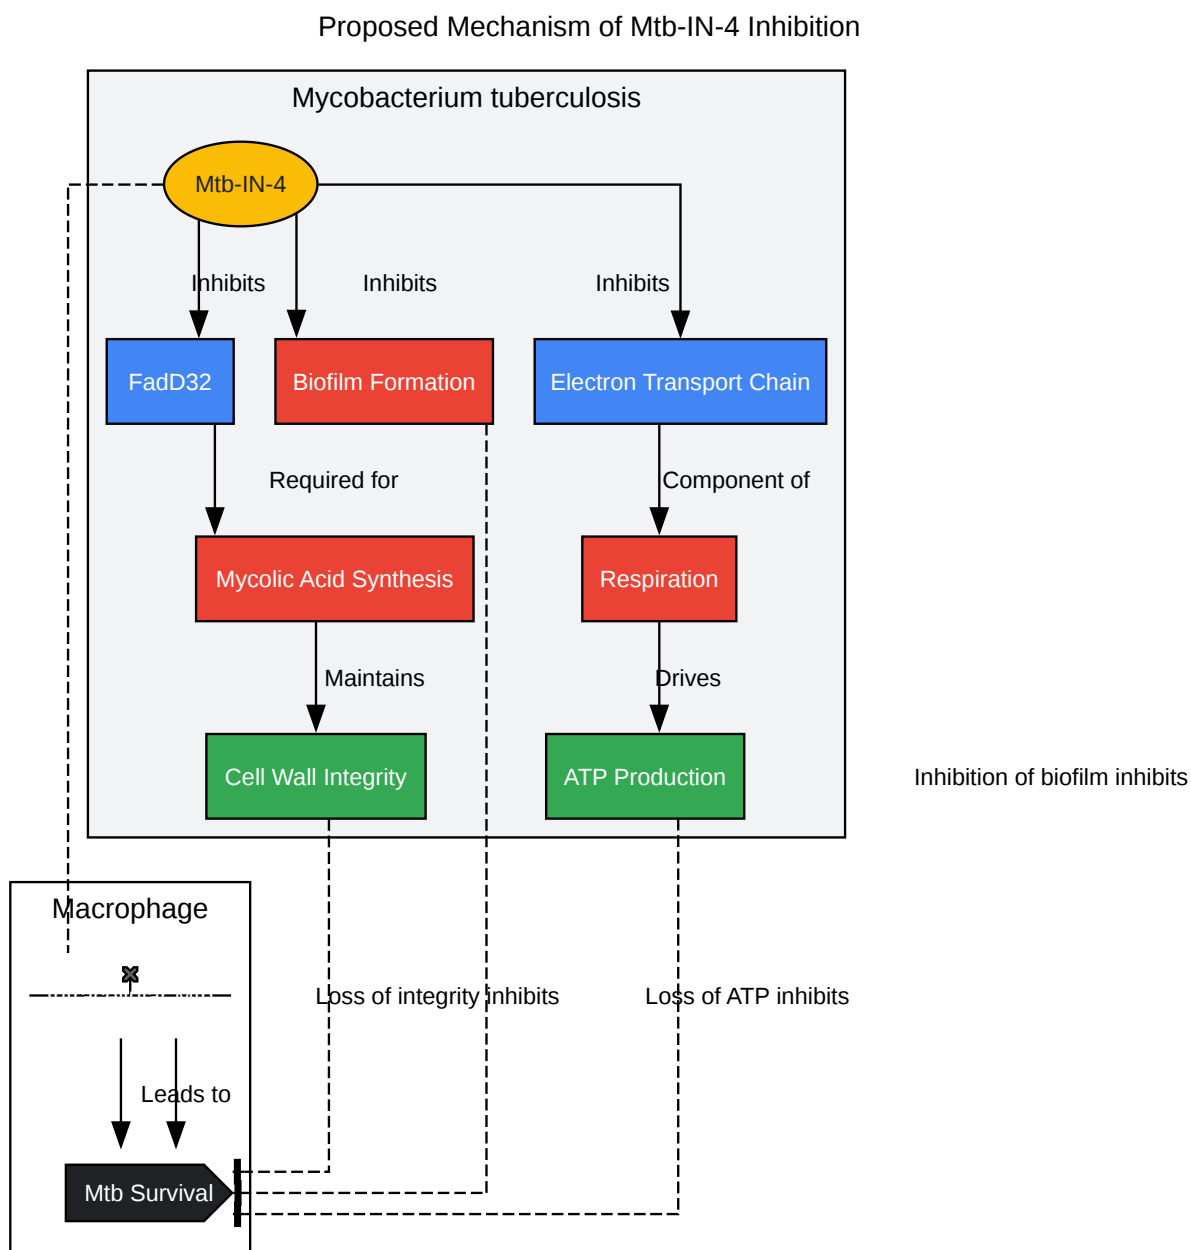 Proposed Mechanism of Mtb-IN-4 Inhibition
Mycobacterium tuberculosis
Mtb-IN-4
Inhibits
Inhibits
Inhibits
FadD32
Biofilm Formation
Electron Transport Chain
Required for
Component of
Mycolic Acid Synthesis
Respiration
Maintains
Drives
Cell Wall Integrity
ATP Production
Inhibition of biofilm inhibits
Macrophage
Loss of integrity inhibits
Loss of ATP inhibits
Leads to
Mtb Survival